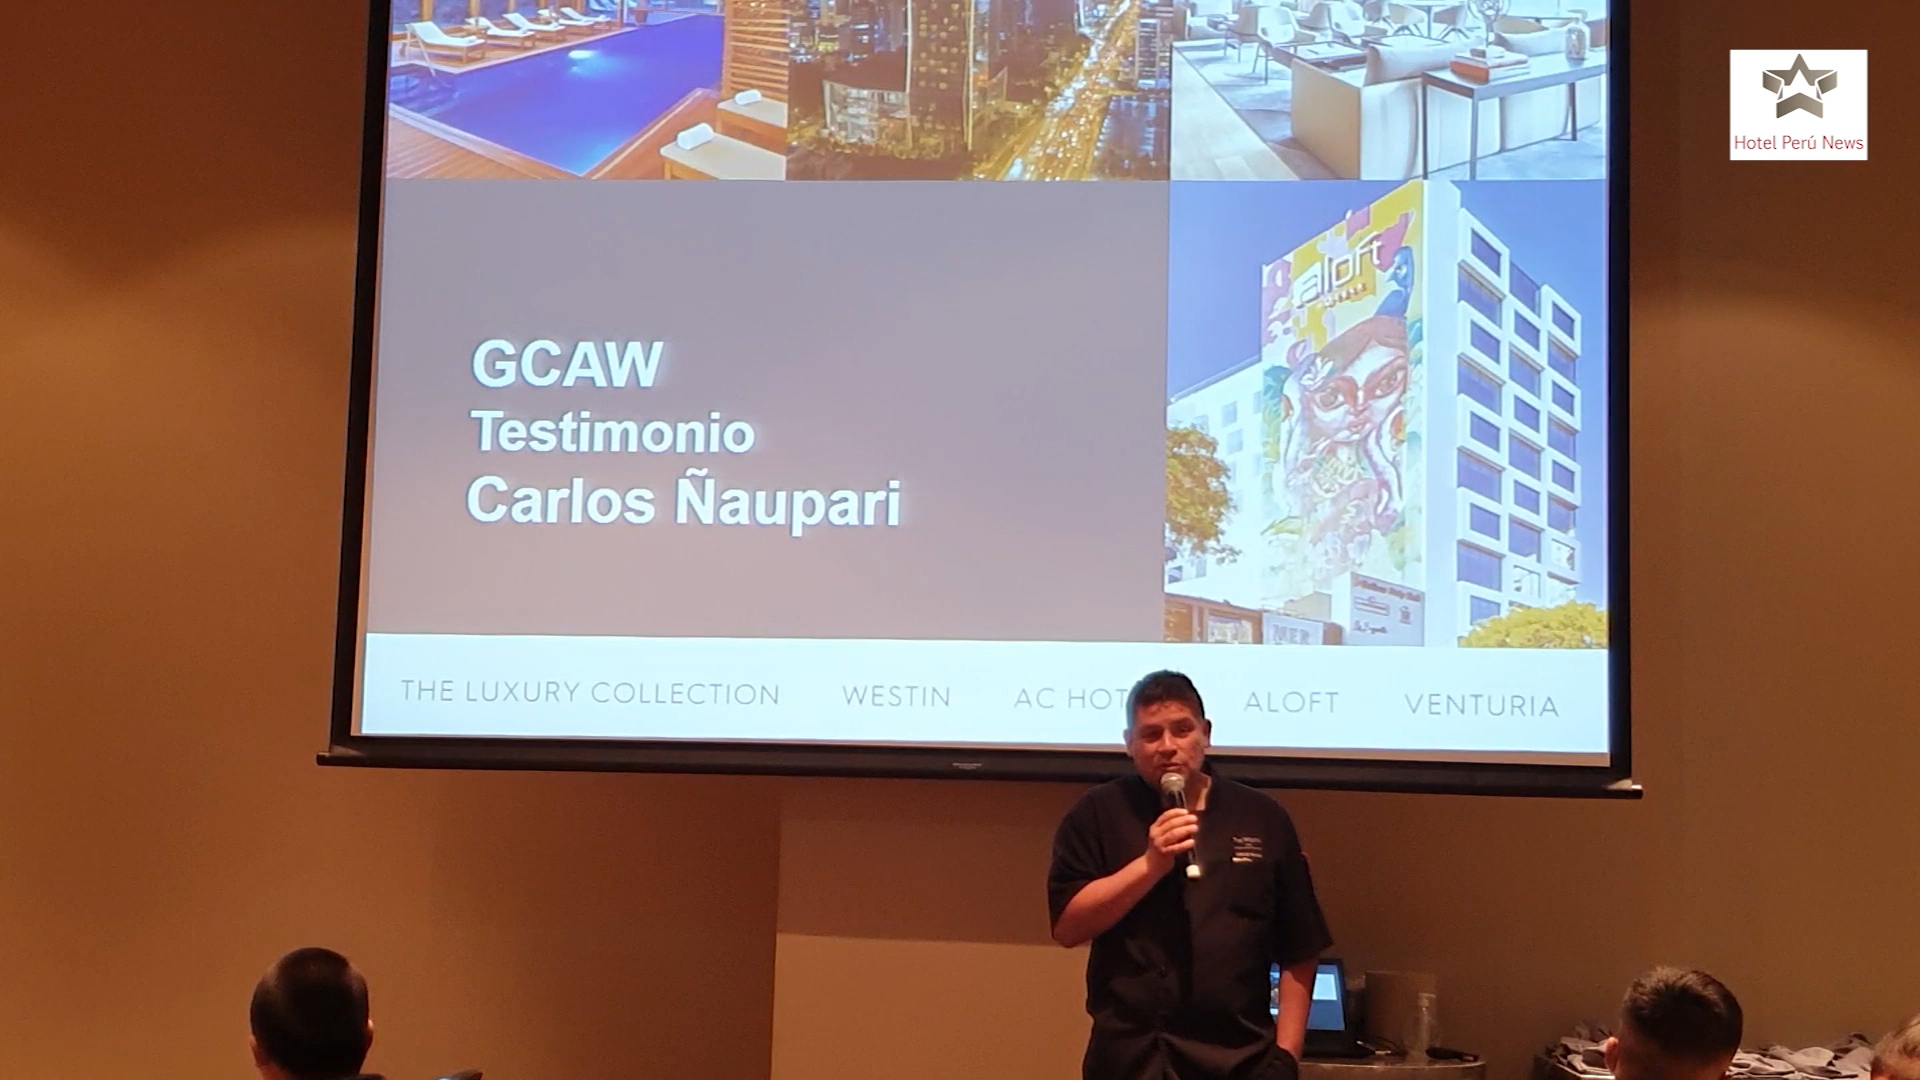 Hotel Perú News
aloft
GCAW
Testimonio
Carlos Ñaupari
THE LUXURY COLLECTION WESTIN AC HOT ALOFT VENTURIA